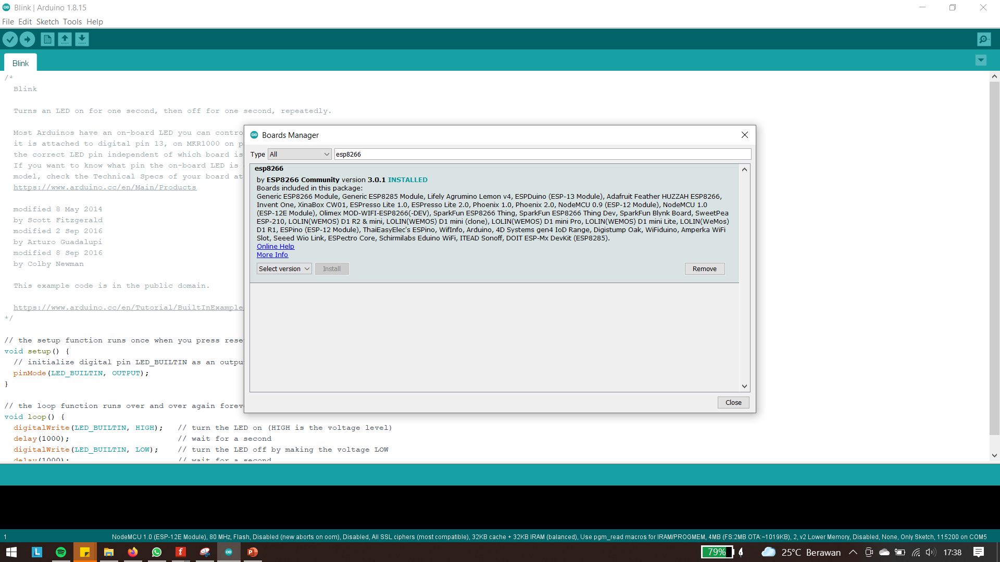 Blink | Arduino 1.8.15
File Edit Sketch Tools Help
Blink
/*
Blink
Turns an LED on for one second, then off for one second, repeatedly.
Most Arduinos have an on-board LED you can contro
it is attached to digital pin 13, on MKR1000 on p
the correct LED pin independent of which board is
If you want to know what pin the on-board LED is
model, check the Technical Specs of your board at
https://www.arduino.cc/en/Main/Products
modified 8 May 2014
by Scott Fitzgerald
modified 2 Sep 2016
by Arturo Guadalupi
modified 8 Sep 2016
by Colby Newman
This example code is in the public domain.
https://www.arduino.cc/en/Tutorial/BuiltInExample
*/
// the setup function runs once when you press rese
void setup() {
// initialize digital pin LED_BUILTIN as an outpu
pinMode(LED_BUILTIN, OUTPUT);
}
// the loop function runs over and over again forev
void loop() {
digitalWrite(LED_BUILTIN, HIGH);   // turn the LED on (HIGH is the voltage level)
delay(1000);                       // wait for a second
digitalWrite(LED_BUILTIN, LOW);    // turn the LED off by making the voltage LOW
delay(1000);                       // wait for a second
Boards Manager
Type All esp8266
esp8266
by ESP8266 Community version 3.0.1 INSTALLED
Boards included in this package:
Generic ESP8266 Module, Generic ESP8285 Module, Lifely Agrumino Lemon v4, ESPDuino (ESP-13 Module), Adafruit Feather HUZZAH ESP8266,
Invent One, XinaBox CW01, ESPresso Lite 1.0, ESPresso Lite 2.0, Phoenix 1.0, Phoenix 2.0, NodeMCU 0.9 (ESP-12 Module), NodeMCU 1.0
(ESP-12E Module), Olimex MOD-WIFI-ESP8266(-DEV), SparkFun ESP8266 Thing, SparkFun ESP8266 Thing Dev, SparkFun Blynk Board, SweetPea
ESP-210, LOLIN(WEMOS) D1 R2 & mini, LOLIN(WEMOS) D1 mini (clone), LOLIN(WEMOS) D1 mini Pro, LOLIN(WEMOS) D1 mini Lite, LOLIN(WeMos)
D1 R1, ESPino (ESP-12 Module), ThaiEasyElec's ESPino, WifInfo, Arduino, 4D Systems gen4 IoD Range, Digistump Oak, WiFiduino, Amperka WiFi
Slot, Seeed Wio Link, ESPectro Core, Schirmilabs Eduino WiFi, ITEAD Sonoff, DOIT ESP-Mx DevKit (ESP8285).
Online Help
More Info
Select version Install Remove
Close
1 NodeMCU 1.0 (ESP-12E Module), 80 MHz, Flash, Disabled (new aborts on oom), Disabled, All SSL ciphers (most compatible), 32KB cache + 32KB IRAM (balanced), Use pgm_read macros for IRAM/PROGMEM, 4MB (FS:2MB OTA:~1019KB), 2, v2 Lower Memory, Disabled, None, Only Sketch, 115200 on COM5
79% 25°C Berawan 17:38